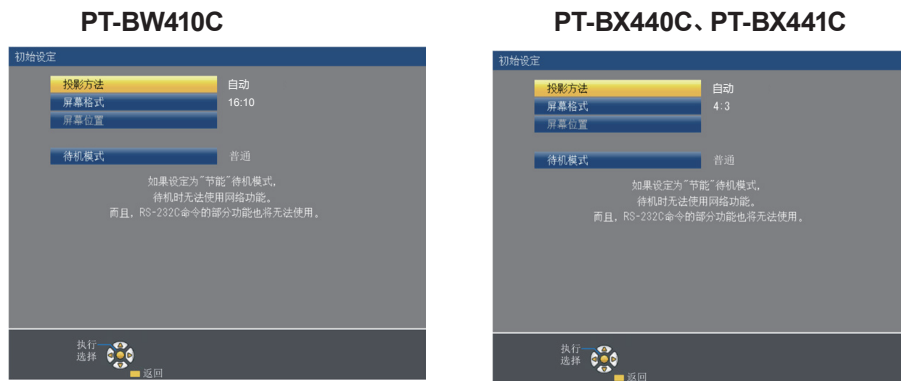 PT-BW410C
初始设定
投影方法 自动
屏幕格式 16:10
屏幕位置
待机模式 普通
如果设定为"节能"待机模式,
待机时无法使用网络功能。
而且, RS-232C命令的部分功能也将无法使用。
执行
选择
返回
PT-BX440C、PT-BX441C
初始设定
投影方法 自动
屏幕格式 4:3
屏幕位置
待机模式 普通
如果设定为"节能"待机模式,
待机时无法使用网络功能。
而且, RS-232C命令的部分功能也将无法使用。
执行
选择
返回